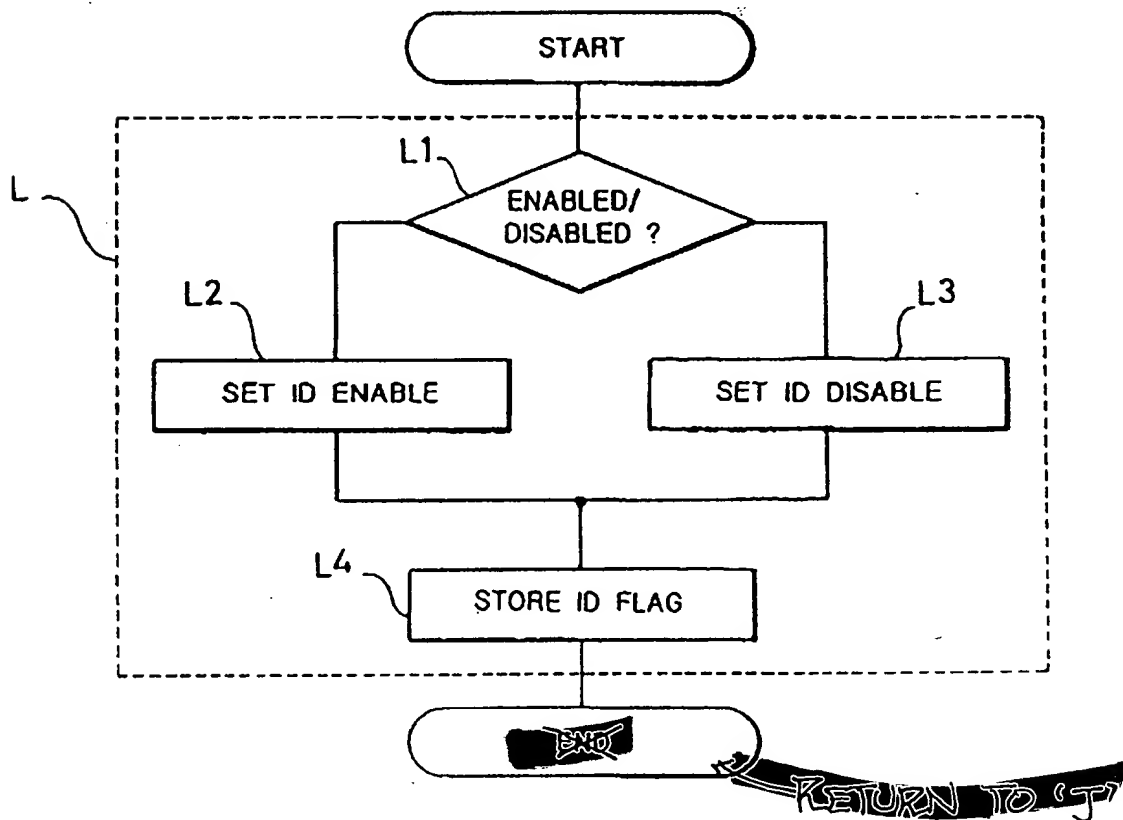 START
L1
ENABLED/
DISABLED ?
L
L2
L3
SET ID ENABLE
SET ID DISABLE
L4
STORE ID FLAG
END
RETURN TO 'J'